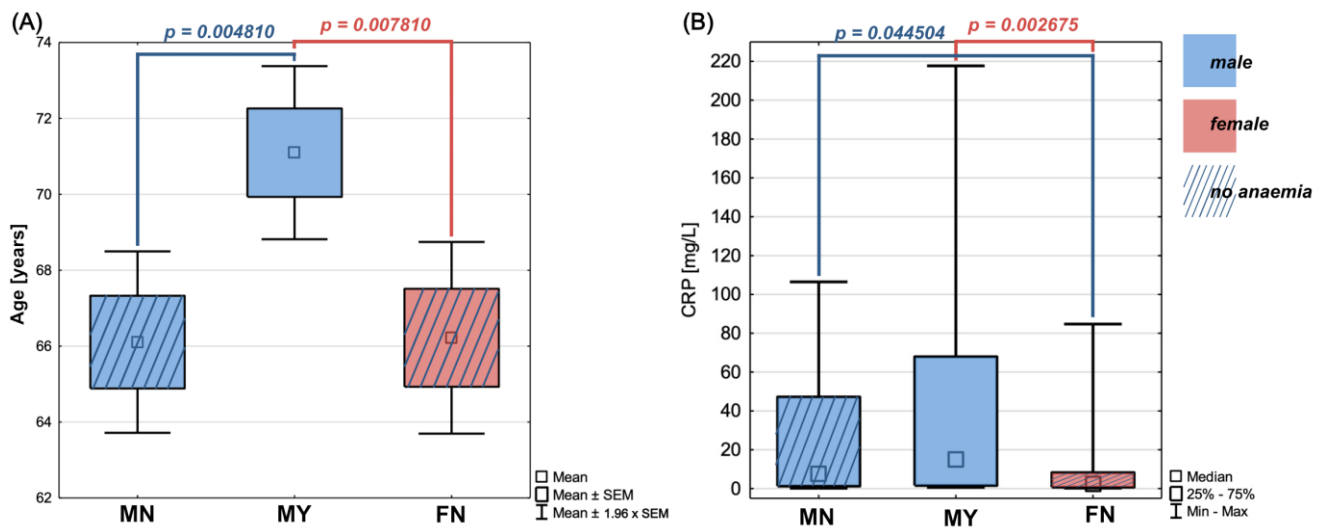 (A)
p = 0.004810
p = 0.007810
74
72
70
68
66
64
62
Age [years]
MN
MY
FN
Mean
Mean ± SEM
Mean ± 1.96 x SEM
(B)
p = 0.044504
p = 0.002675
220
200
180
160
140
120
100
80
60
40
20
0
CRP [mg/L]
MN
MY
FN
Median
25% - 75%
Min - Max
male
female
no anaemia